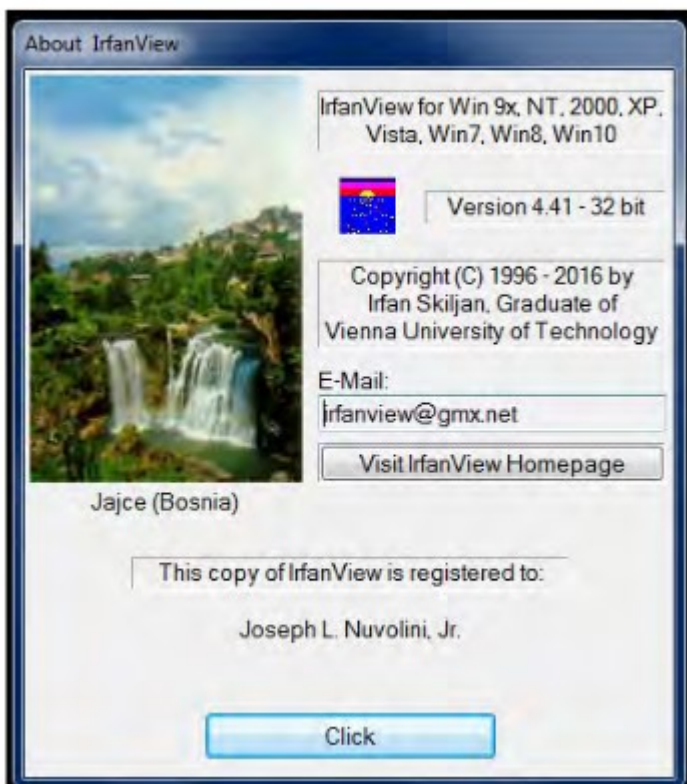 About IrfanView
IrfanView for Win 9x, NT, 2000, XP,
Vista, Win7, Win8, Win10
Version 4.41 - 32 bit
Copyright (C) 1996 - 2016 by
Irfan Skiljan, Graduate of
Vienna University of Technology
E-Mail:
irfanview@gmx.net
Visit IrfanView Homepage
Jajce (Bosnia)
This copy of IrfanView is registered to:
Joseph L. Nuvolini, Jr.
Click